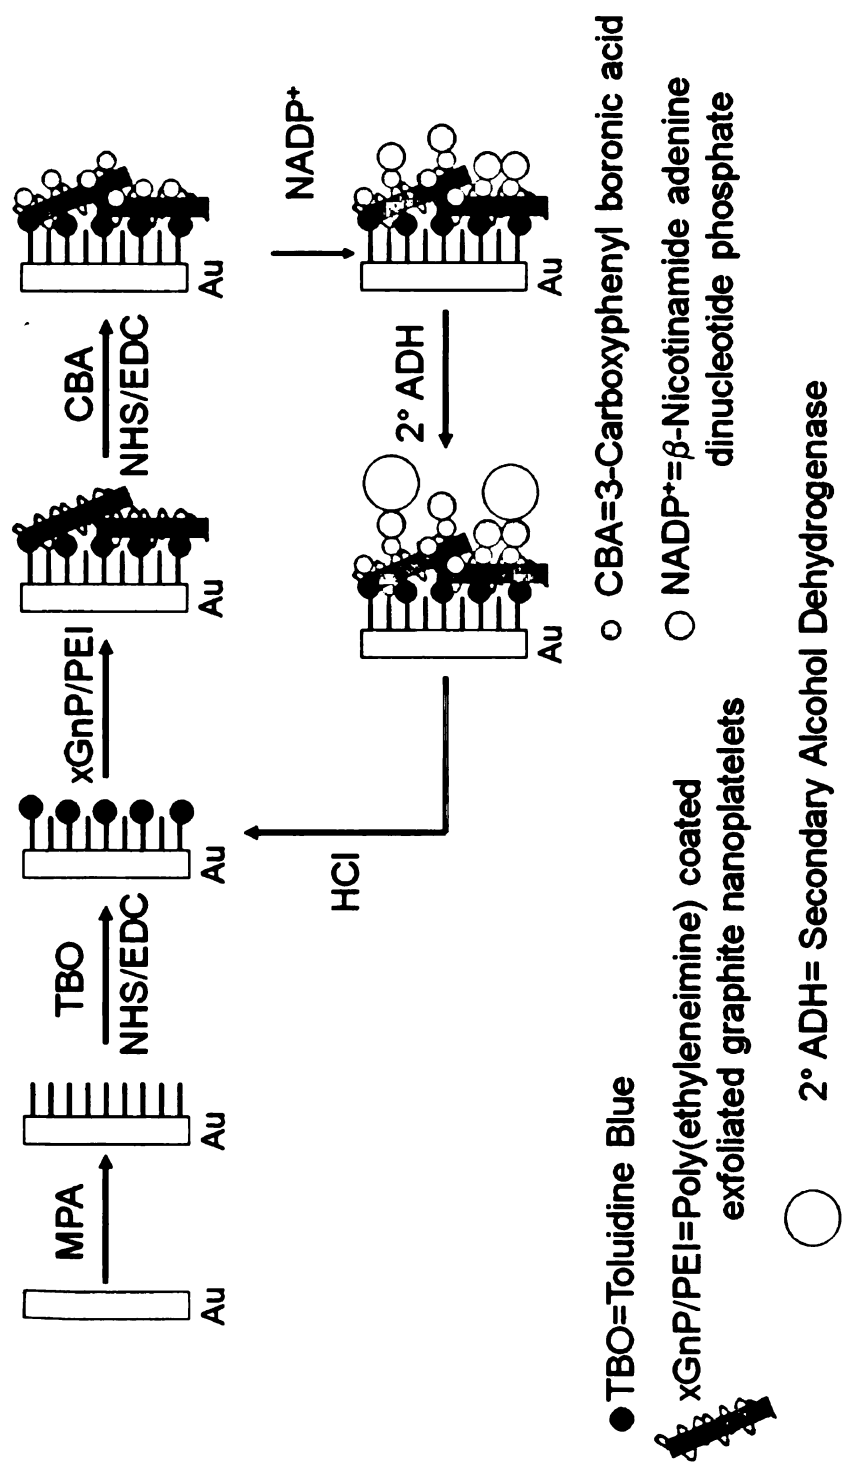 MPA
TBO
NHS/EDC
xGnP/PEI
CBA
NHS/EDC
Au
Au
Au
Au
Au
NADP⁺
2° ADH
HCl
Au
Au
TBO=Toluidine Blue
CBA=3-Carboxyphenyl boronic acid
xGnP/PEI=Poly(ethyleneimine) coated
exfoliated graphite nanoplatelets
NADP⁺=β-Nicotinamide adenine
dinucleotide phosphate
2° ADH= Secondary Alcohol Dehydrogenase